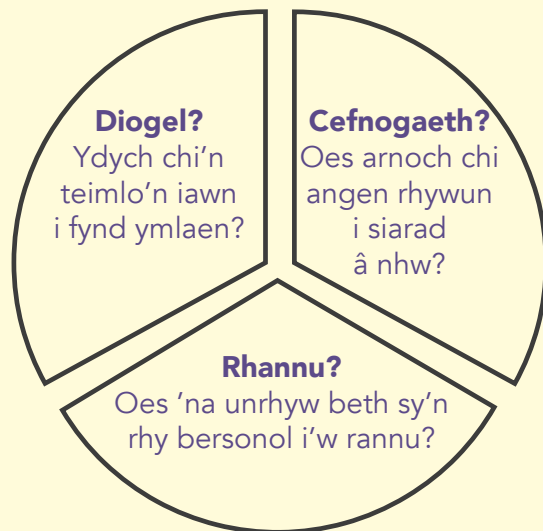 Diogel?
Ydych chi'n
teimlo'n iawn
i fynd ymlaen?
Cefnogaeth?
Oes arnoch chi
angen rhywun
i siarad
â nhw?
Rhannu?
Oes ’na unrhyw beth sy'n
rhy bersonol i'w rannu?